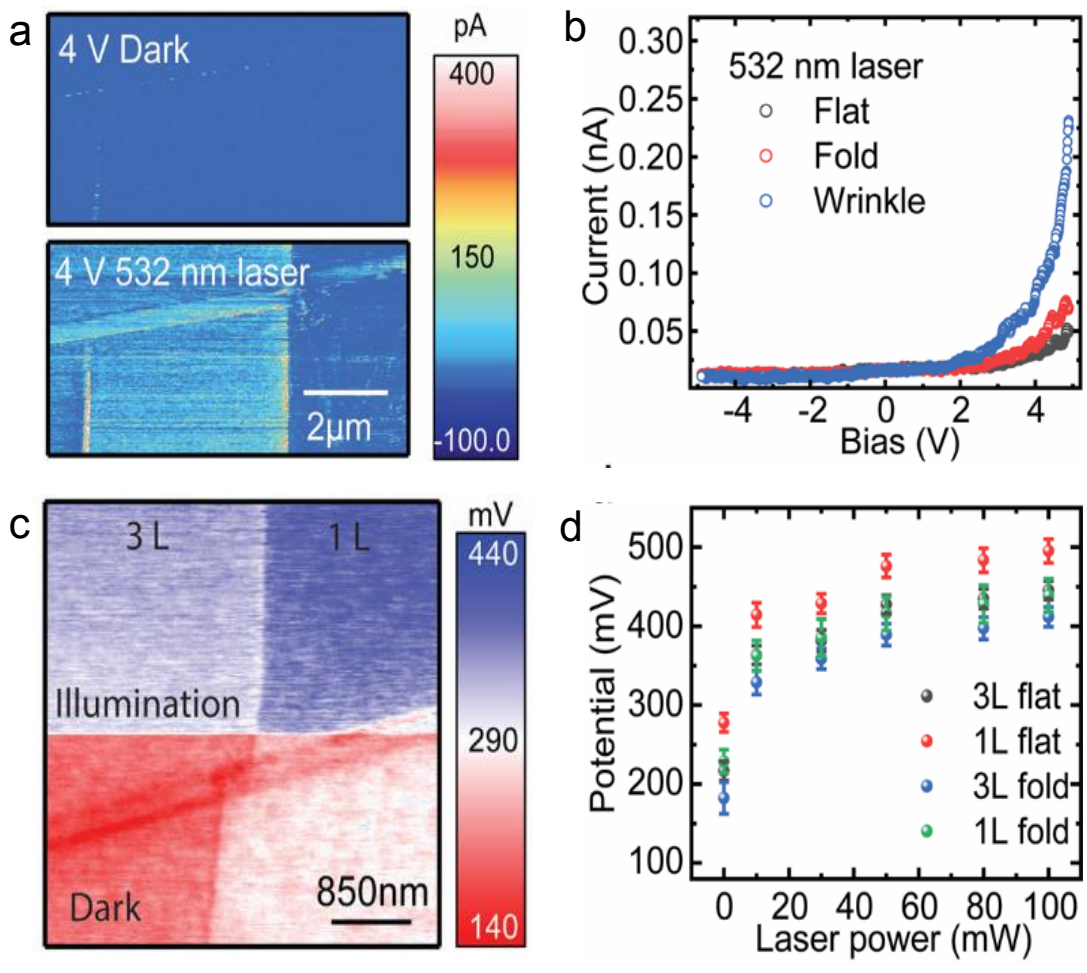 a
4 V Dark
4 V 532 nm laser
2µm
pA
400
150
-100.0
b
532 nm laser
Flat
Fold
Wrinkle
Current (nA)
0.30
0.25
0.20
0.15
0.10
0.05
-4 -2 0 2 4
Bias (V)
c
3 L
1 L
Illumination
Dark
850nm
mV
440
290
140
d
Potential (mV)
500
400
300
200
100
3L flat
1L flat
3L fold
1L fold
0 20 40 60 80 100
Laser power (mW)